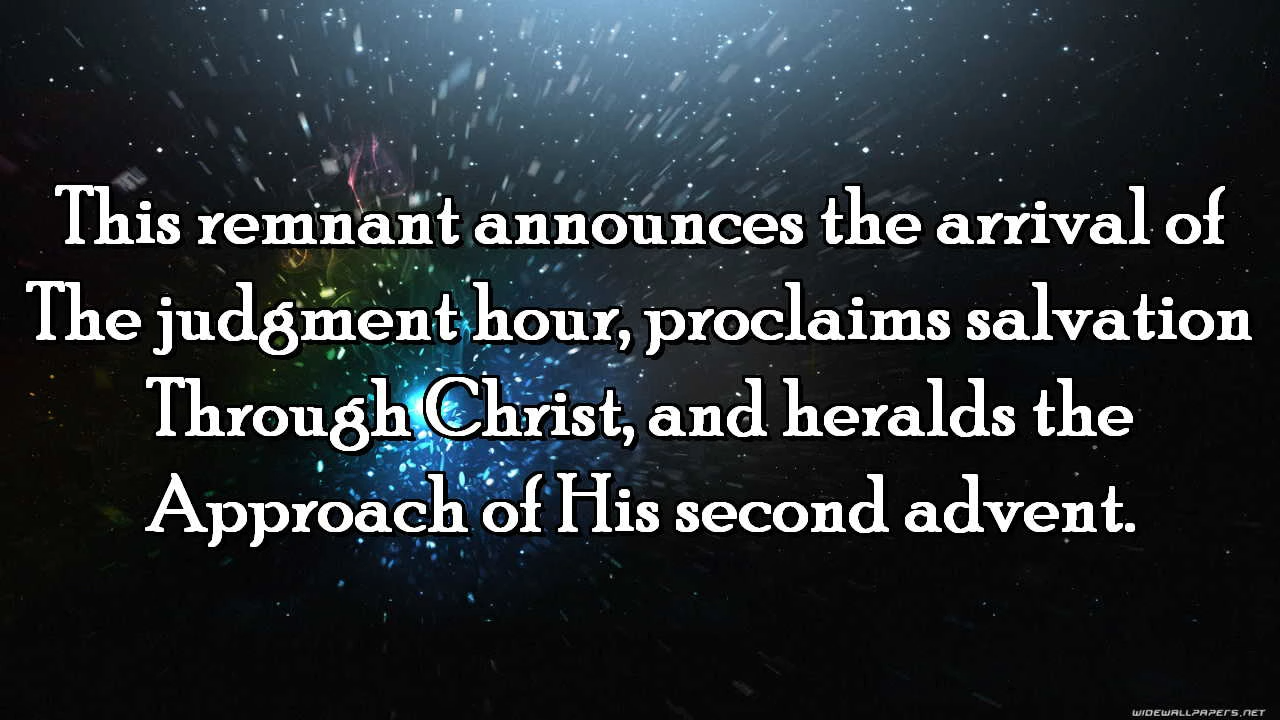 This remnant announces the arrival of
The judgment hour, proclaims salvation
Through Christ, and heralds the
Approach of His second advent.
WIDEWALLPAPERS.NET